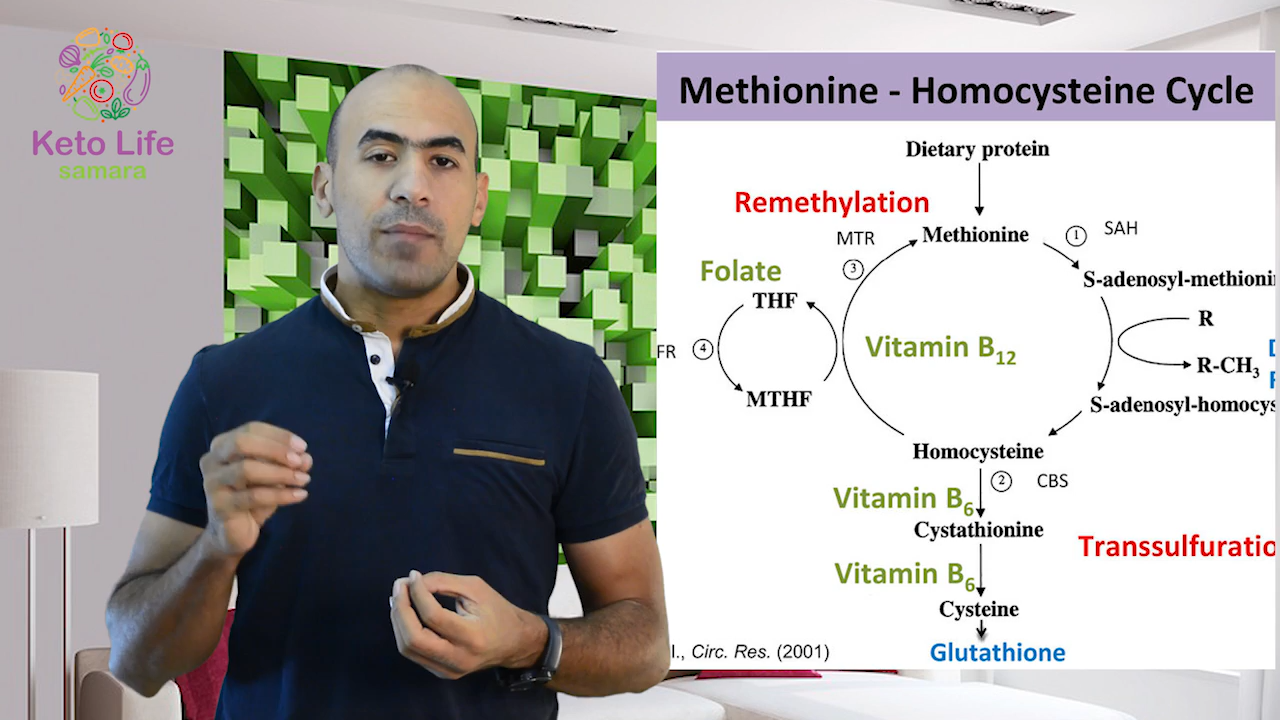 Keto Life
samara
Methionine - Homocysteine Cycle
Dietary protein
Remethylation
MTR
Methionine
1
SAH
3
Folate
THF
S-adenosyl-methioni
R
FR
4
Vitamin B12
R-CH3
MTHF
S-adenosyl-homocys
Homocysteine
2
CBS
Vitamin B6
Cystathionine
Transsulfuratio
Vitamin B6
Cysteine
l., Circ. Res. (2001)
Glutathione